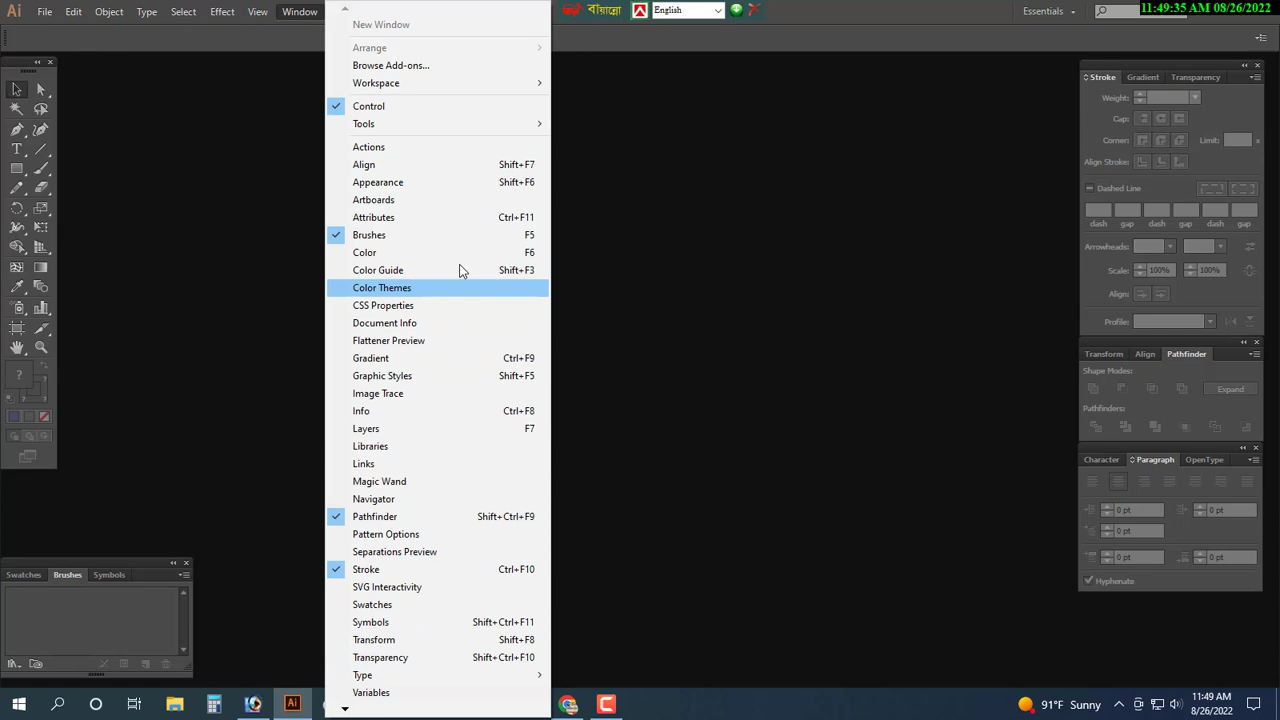 Ai File Edit Object Type Select Effect View Window বায়ান্নো English Essentials 11:49:35 AM 08/26/2022
New Window
Arrange
Browse Add-ons...
Workspace
Control
Tools
Actions
Align Shift+F7
Appearance Shift+F6
Artboards
Attributes Ctrl+F11
Brushes F5
Color F6
Color Guide Shift+F3
Color Themes
CSS Properties
Document Info
Flattener Preview
Gradient Ctrl+F9
Graphic Styles Shift+F5
Image Trace
Info Ctrl+F8
Layers F7
Libraries
Links
Magic Wand
Navigator
Pathfinder Shift+Ctrl+F9
Pattern Options
Separations Preview
Stroke Ctrl+F10
SVG Interactivity
Swatches
Symbols Shift+Ctrl+F11
Transform Shift+F8
Transparency Shift+Ctrl+F10
Type
Variables
Stroke Gradient Transparency
Weight:
Cap:
Corner: Limit: x
Align Stroke:
Dashed Line
dash gap dash gap dash gap
Arrowheads:
Scale: 100% 100%
Align:
Profile:
Transform Align Pathfinder
Shape Modes:
Expand
Pathfinders:
Character Paragraph OpenType
0 pt 0 pt
0 pt
0 pt 0 pt
Hyphenate
Swatches Brushes Symbols
?
Ai
91°F Sunny
11:49 AM
8/26/2022